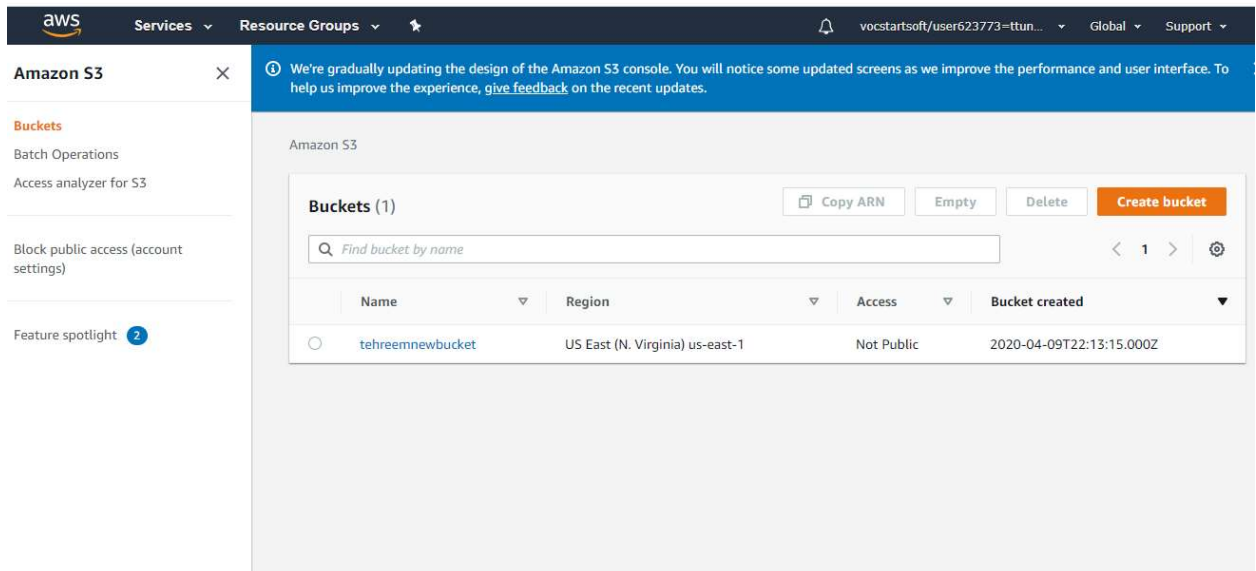 aws Services Resource Groups vocstartsoft/user623773=ttun... Global Support
Amazon S3
Buckets
Batch Operations
Access analyzer for S3
Block public access (account
settings)
Feature spotlight 2
We're gradually updating the design of the Amazon S3 console. You will notice some updated screens as we improve the performance and user interface. To
help us improve the experience, give feedback on the recent updates.
Amazon S3
Buckets (1) Copy ARN Empty Delete Create bucket
Find bucket by name 1
Name Region Access Bucket created
tehreemnewbucket US East (N. Virginia) us-east-1 Not Public 2020-04-09T22:13:15.000Z